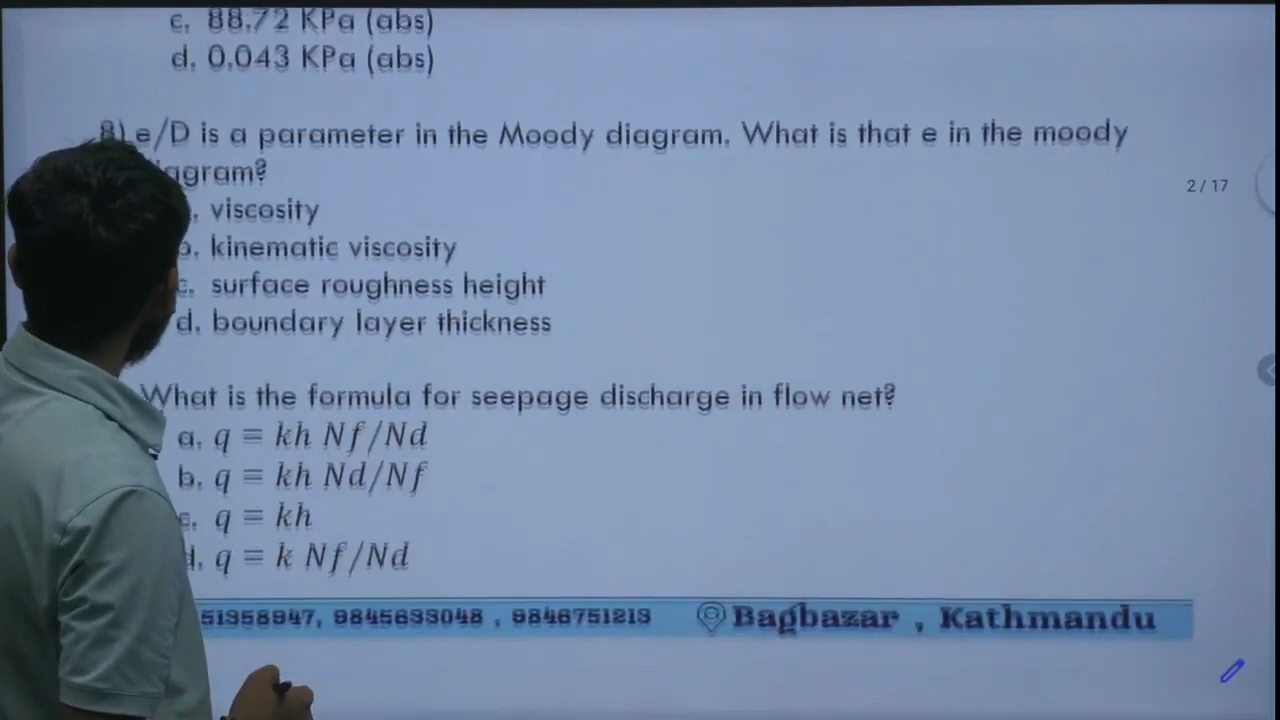 c. 88.72 KPa (abs)
d. 0.043 KPa (abs)
8) e/D is a parameter in the Moody diagram. What is that e in the moody
agram?
. viscosity
b. kinematic viscosity
c. surface roughness height
d. boundary layer thickness
What is the formula for seepage discharge in flow net?
a. q = kh Nf/Nd
b. q = kh Nd/Nf
c. q = kh
d. q = k Nf/Nd
51358947, 9845633048 , 9846751213 Bagbazar , Kathmandu
2 / 17